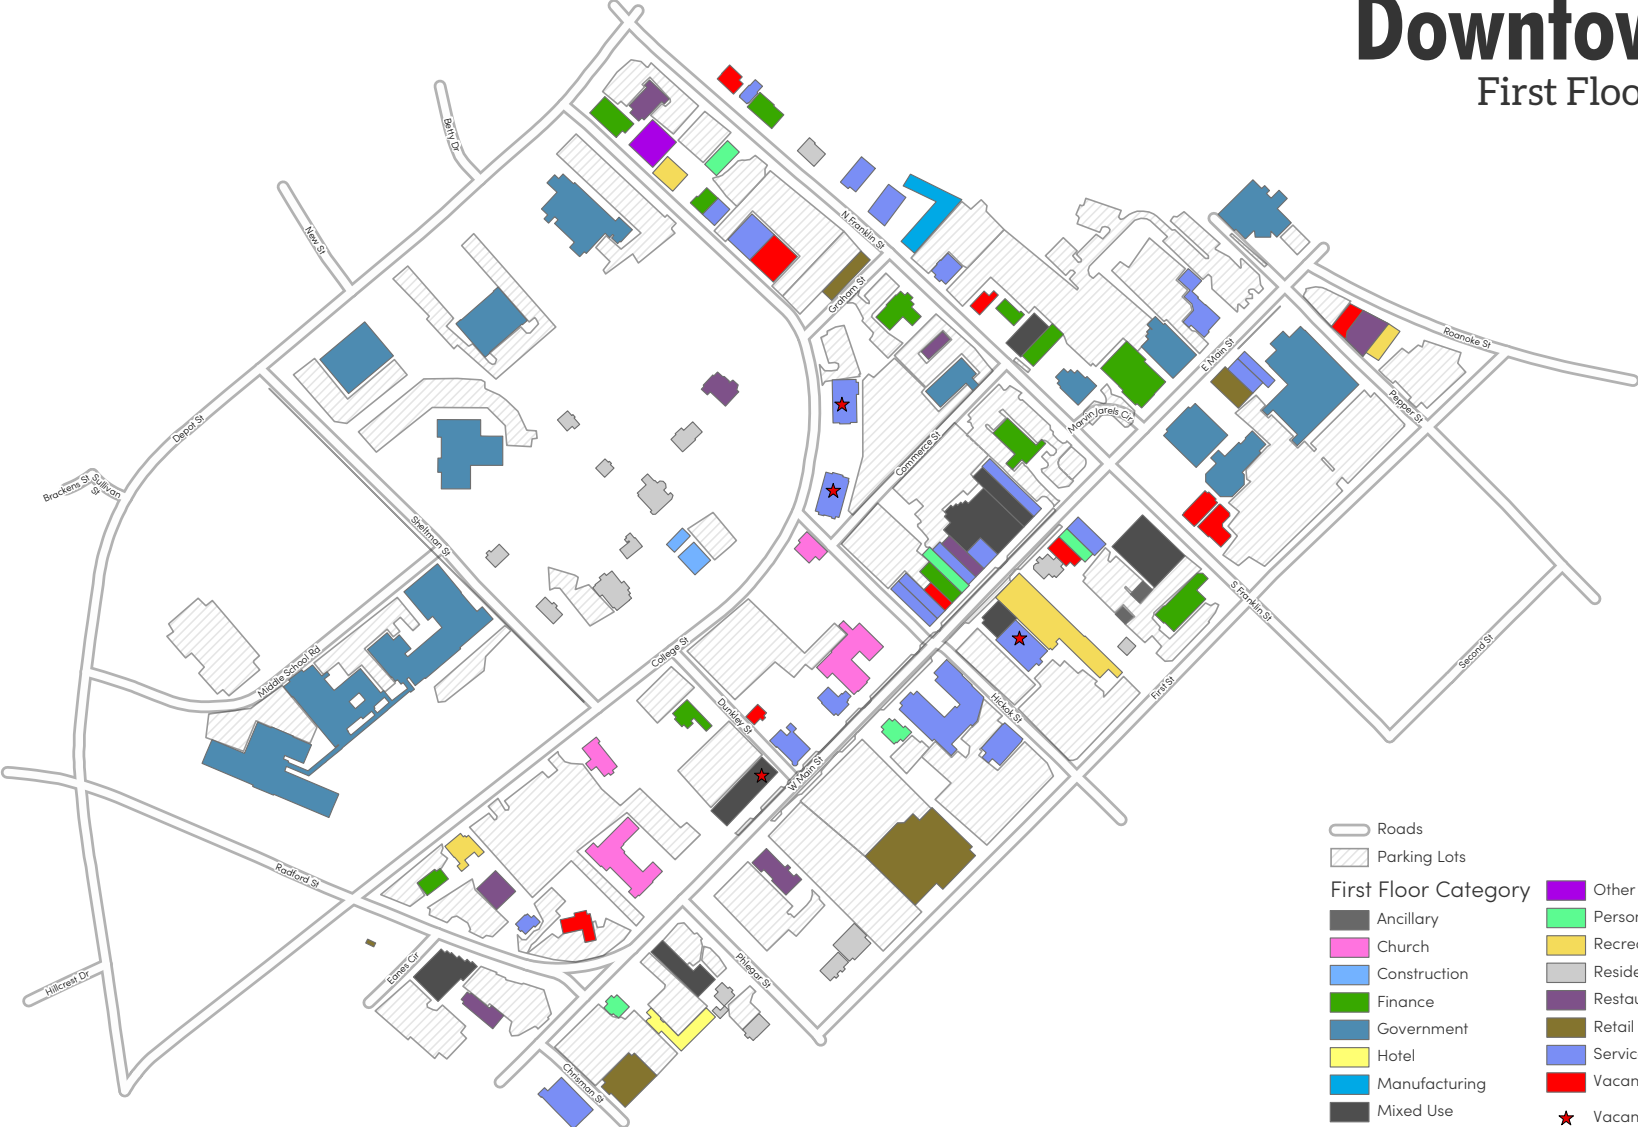 Downtow
First Floo
Betty Dr
New St
N Franklin St
Graham St
E Main St
Roanoke St
Pepper St
Marvin Jarels Cir
Commerce St
Depot St
Brackens St
Sullivan
St
Sheltman St
Middle School Rd
College St
Dunkley St
W Main St
Hickok St
First St
S Franklin St
Second St
Radford St
Hillcrest Dr
Eanes Cir
Phlegar St
Chrisman St
Roads
Parking Lots
First Floor Category
Ancillary
Church
Construction
Finance
Government
Hotel
Manufacturing
Mixed Use
Other
Person
Recrea
Reside
Restau
Retail
Servic
Vacan
Vacan